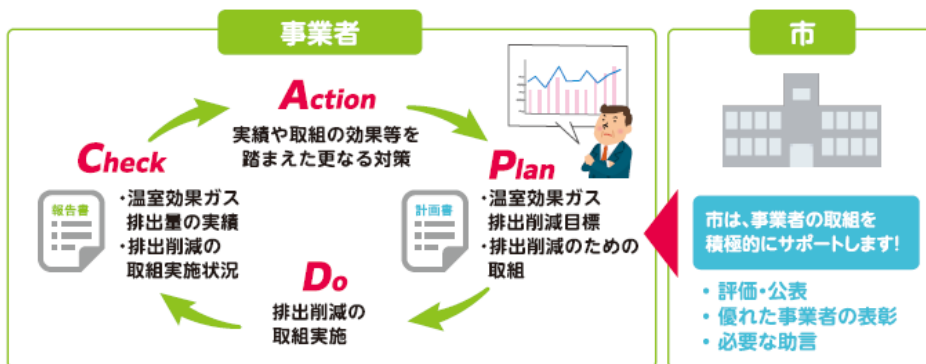 事業者
Action
実績や取組の効果等を
踏まえた更なる対策
Check
報告書
・温室効果ガス
排出量の実績
・排出削減の
取組実施状況
Plan
計画書
・温室効果ガス
排出削減目標
・排出削減のための
取組
Do
排出削減の
取組実施
市
市は、事業者の取組を
積極的にサポートします!
・評価・公表
・優れた事業者の表彰
・必要な助言